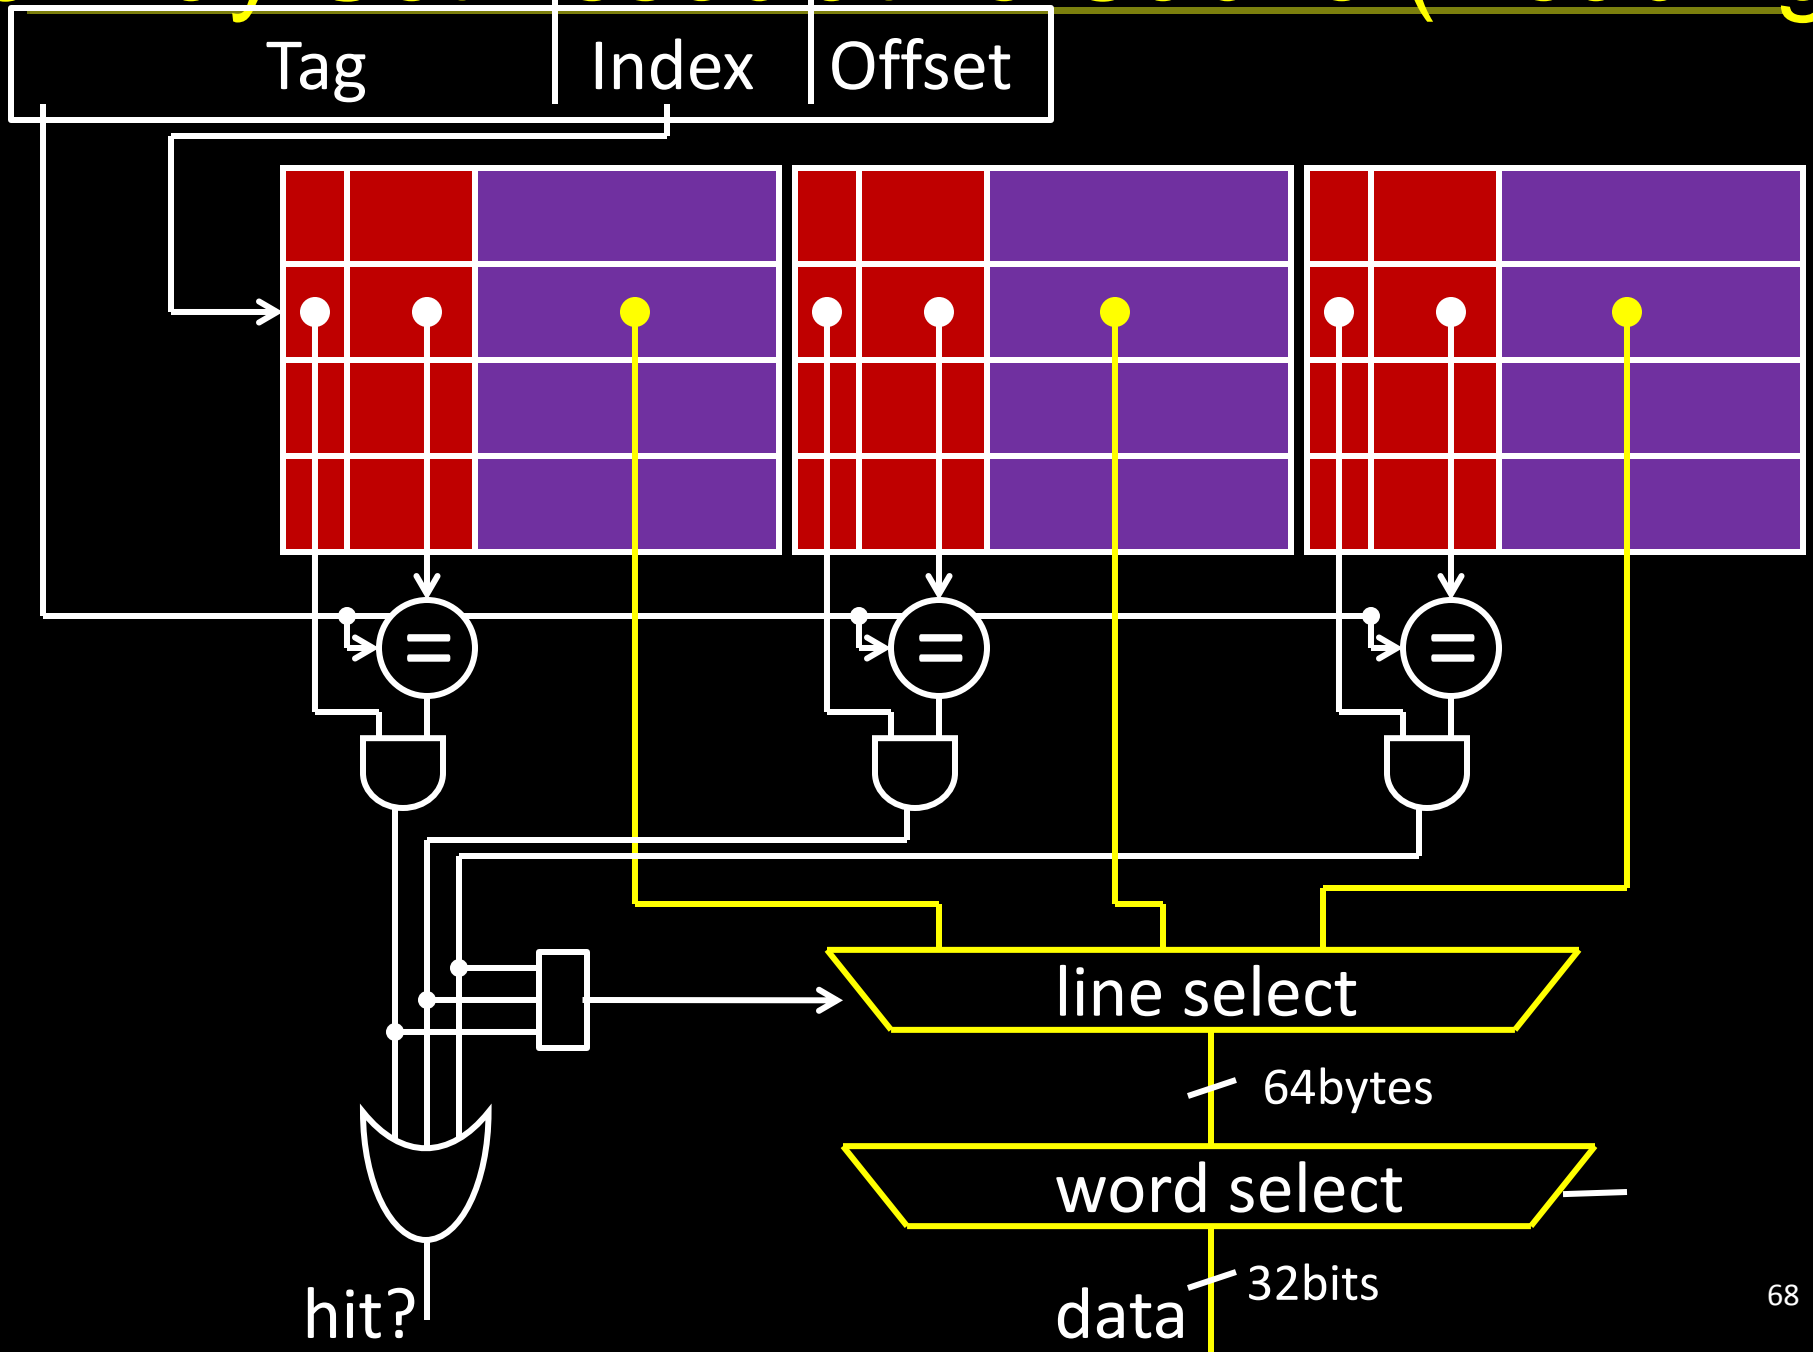 Tag Index Offset
=
=
=
line select
64bytes
word select
32bits
hit?
data
68